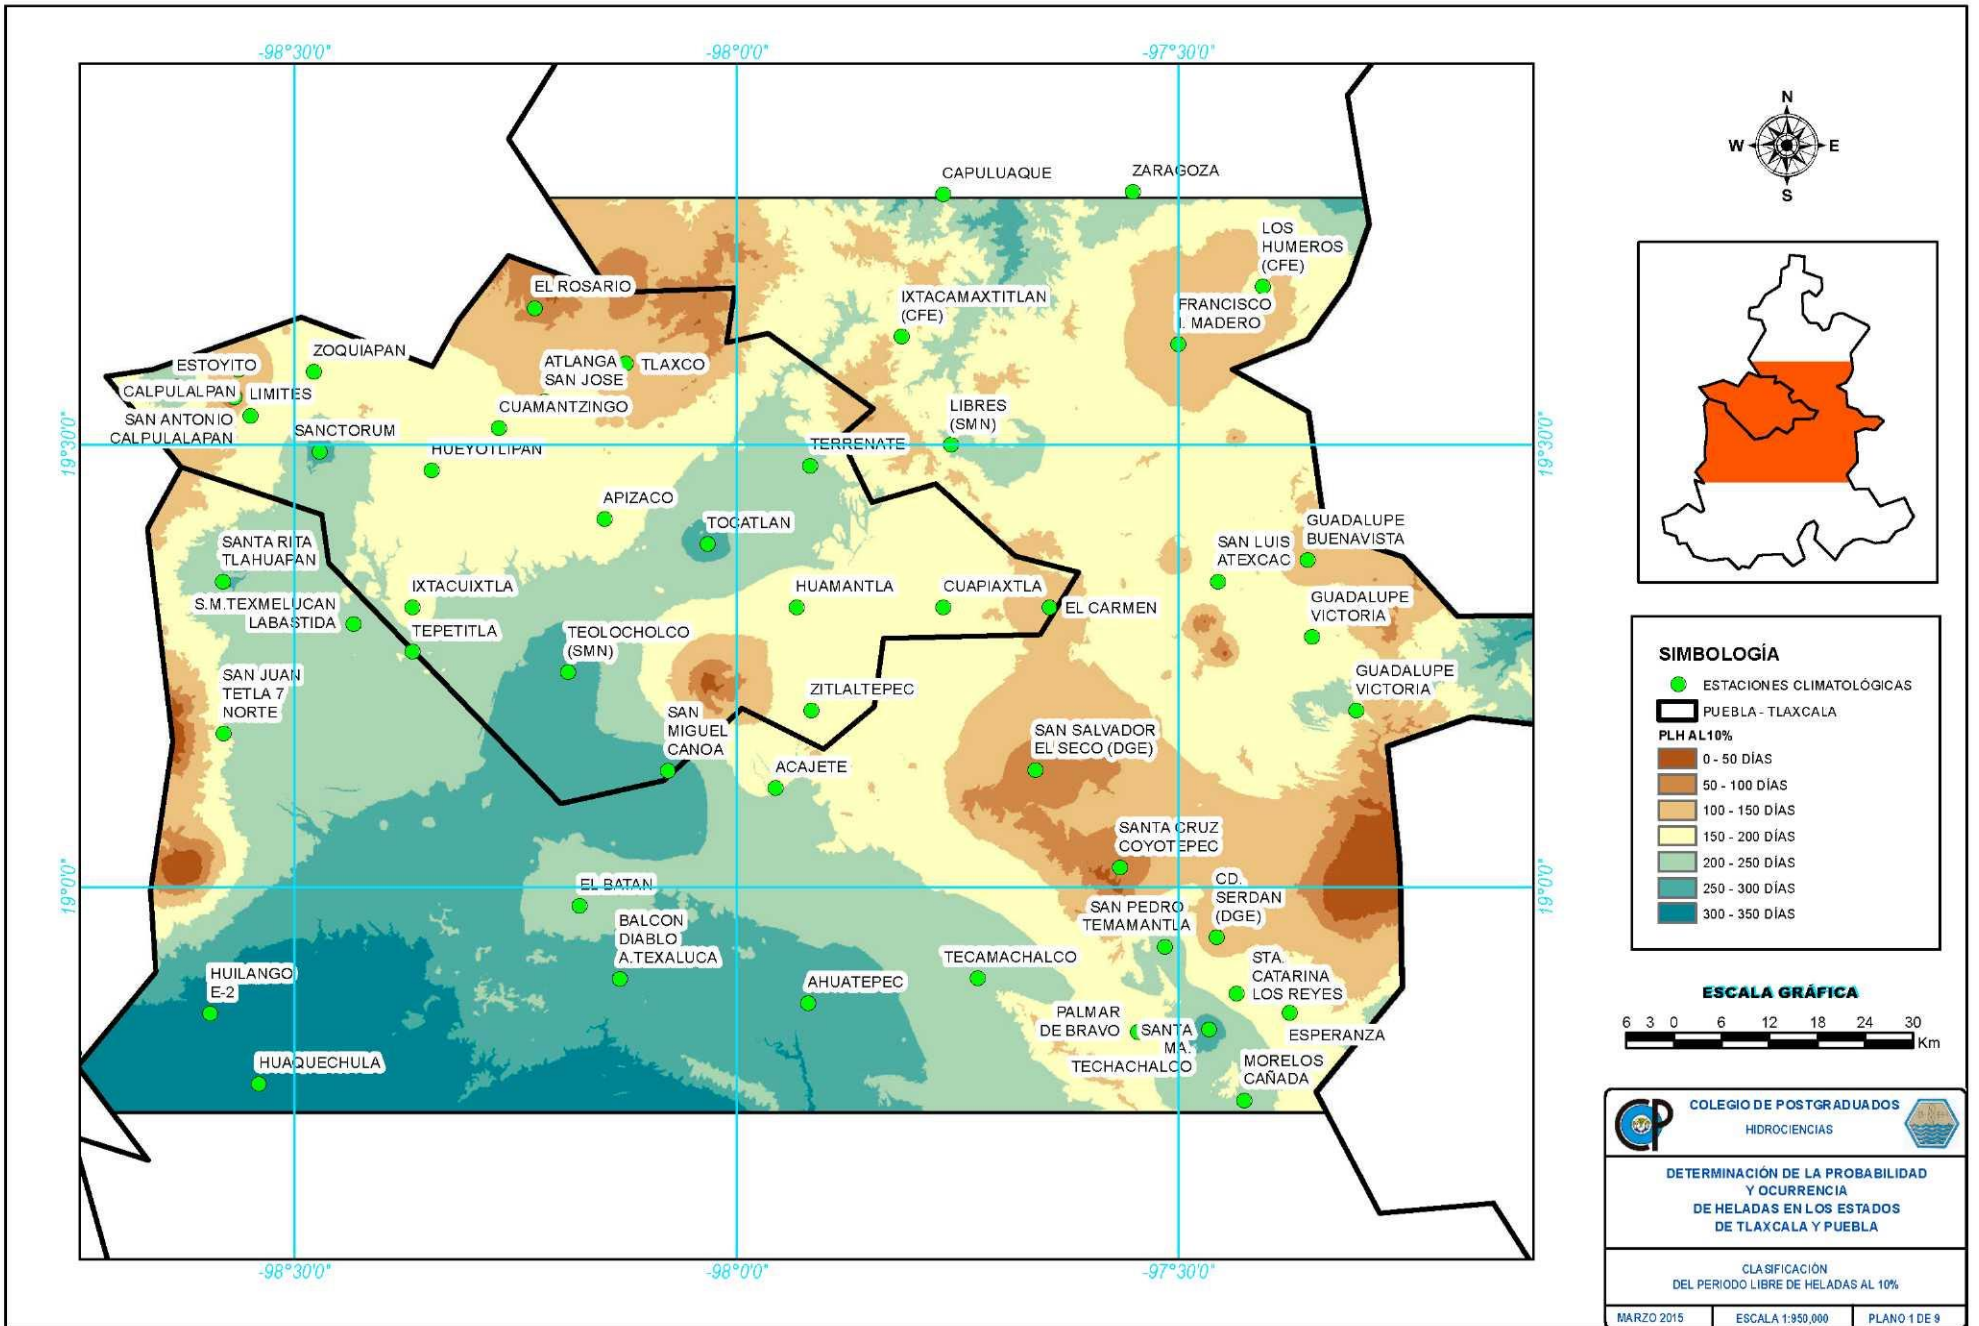 -98°30'0"
-98°0'0"
-97°30'0"
CAPULUAQUE
ZARAGOZA
LOS
HUMEROS
(CFE)
EL ROSARIO
IXTACAMAXTITLAN
(CFE)
FRANCISCO
I. MADERO
ZOQUIAPAN
ESTOYITO
ATLANGA
SAN JOSE
TLAXCO
CALPULALPAN
LIMITES
SAN ANTONIO
CALPULALAPAN
CUAMANTZINGO
LIBRES
(SMN)
SANCTORUM
HUEYOTLIPAN
TERRENATE
19°30'0"
19°30'0"
APIZACO
TOCATLAN
GUADALUPE
BUENAVISTA
SAN LUIS
ATEXCAC
SANTA RITA
TLAHUAPAN
IXTACUIXTLA
HUAMANTLA
CUAPIAXTLA
EL CARMEN
GUADALUPE
VICTORIA
S.M.TEXMELUCAN
LABASTIDA
TEPETITLA
TEOLOCHOLCO
(SMN)
SAN JUAN
TETLA 7
NORTE
GUADALUPE
VICTORIA
ZITLALTEPEC
SAN
MIGUEL
CANOA
SAN SALVADOR
EL SECO (DGE)
ACAJETE
SANTA CRUZ
COYOTEPEC
19°0'0"
19°0'0"
EL BATAN
CD.
SERDAN
(DGE)
SAN PEDRO
TEMAMANTLA
BALCON
DIABLO
A.TEXALUCA
TECAMACHALCO
STA.
CATARINA
LOS REYES
HUILANGO
E-2
AHUATEPEC
PALMAR
DE BRAVO
SANTA
MA.
TECHACHALCO
ESPERANZA
HUAQUECHULA
MORELOS
CAÑADA
-98°30'0"
-98°0'0"
-97°30'0"
N
W
E
S
SIMBOLOGÍA
ESTACIONES CLIMATOLÓGICAS
PUEBLA - TLAXCALA
PLH AL10%
0 - 50 DÍAS
50 - 100 DÍAS
100 - 150 DÍAS
150 - 200 DÍAS
200 - 250 DÍAS
250 - 300 DÍAS
300 - 350 DÍAS
ESCALA GRÁFICA
6 3 0 6 12 18 24 30
Km
CP
COLEGIO DE POSTGRADUADOS
HIDROCIENCIAS
DETERMINACIÓN DE LA PROBABILIDAD
Y OCURRENCIA
DE HELADAS EN LOS ESTADOS
DE TLAXCALA Y PUEBLA
CLASIFICACIÓN
DEL PERIODO LIBRE DE HELADAS AL 10%
MARZO 2015
ESCALA 1:950,000
PLANO 1 DE 9